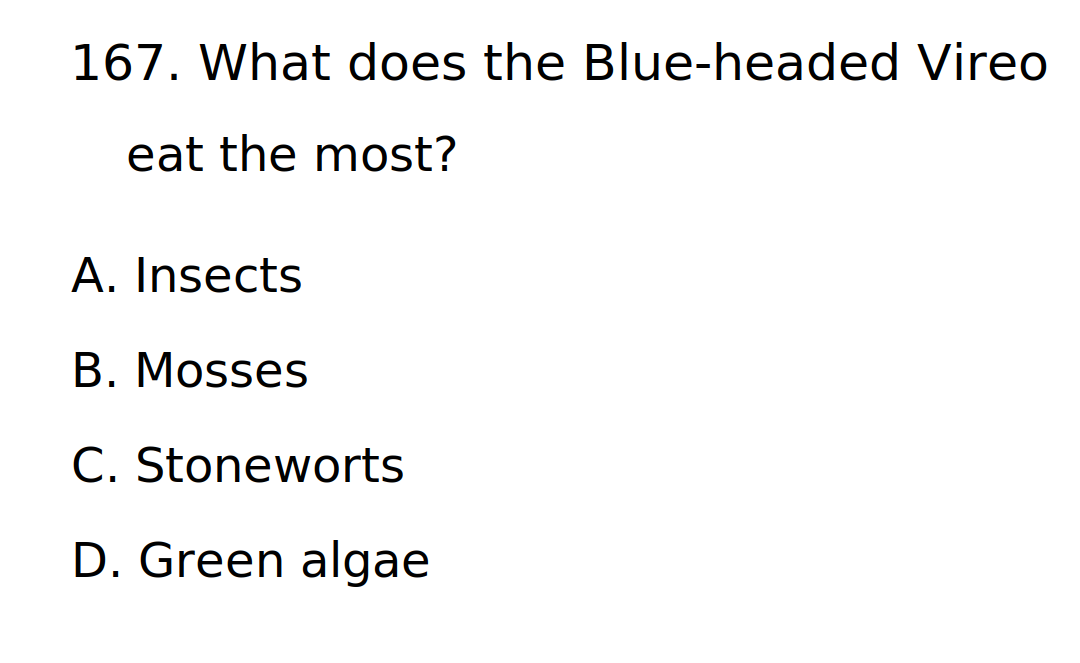 167. What does the Blue-headed Vireo
eat the most?
A. Insects
B. Mosses
C. Stoneworts
D. Green algae